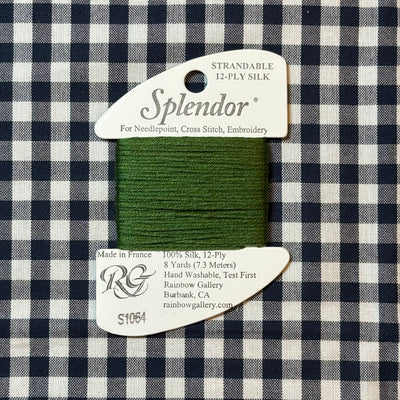 STRANDABLE
12-PLY SILK
Splendor®
For Needlepoint, Cross Stitch, Embroidery
Made in France
100% Silk, 12-Ply
8 Yards (7.3 Meters)
Hand Washable, Test First
Rainbow Gallery
Burbank, CA
rainbowgallery.com
RG
S1064